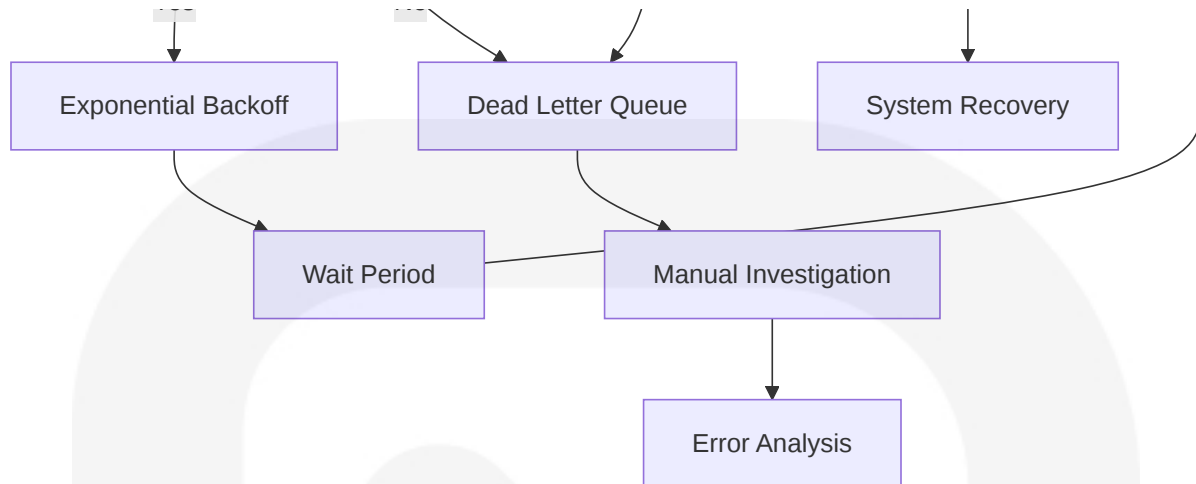 Exponential Backoff
Dead Letter Queue
System Recovery
Wait Period
Manual Investigation
Error Analysis